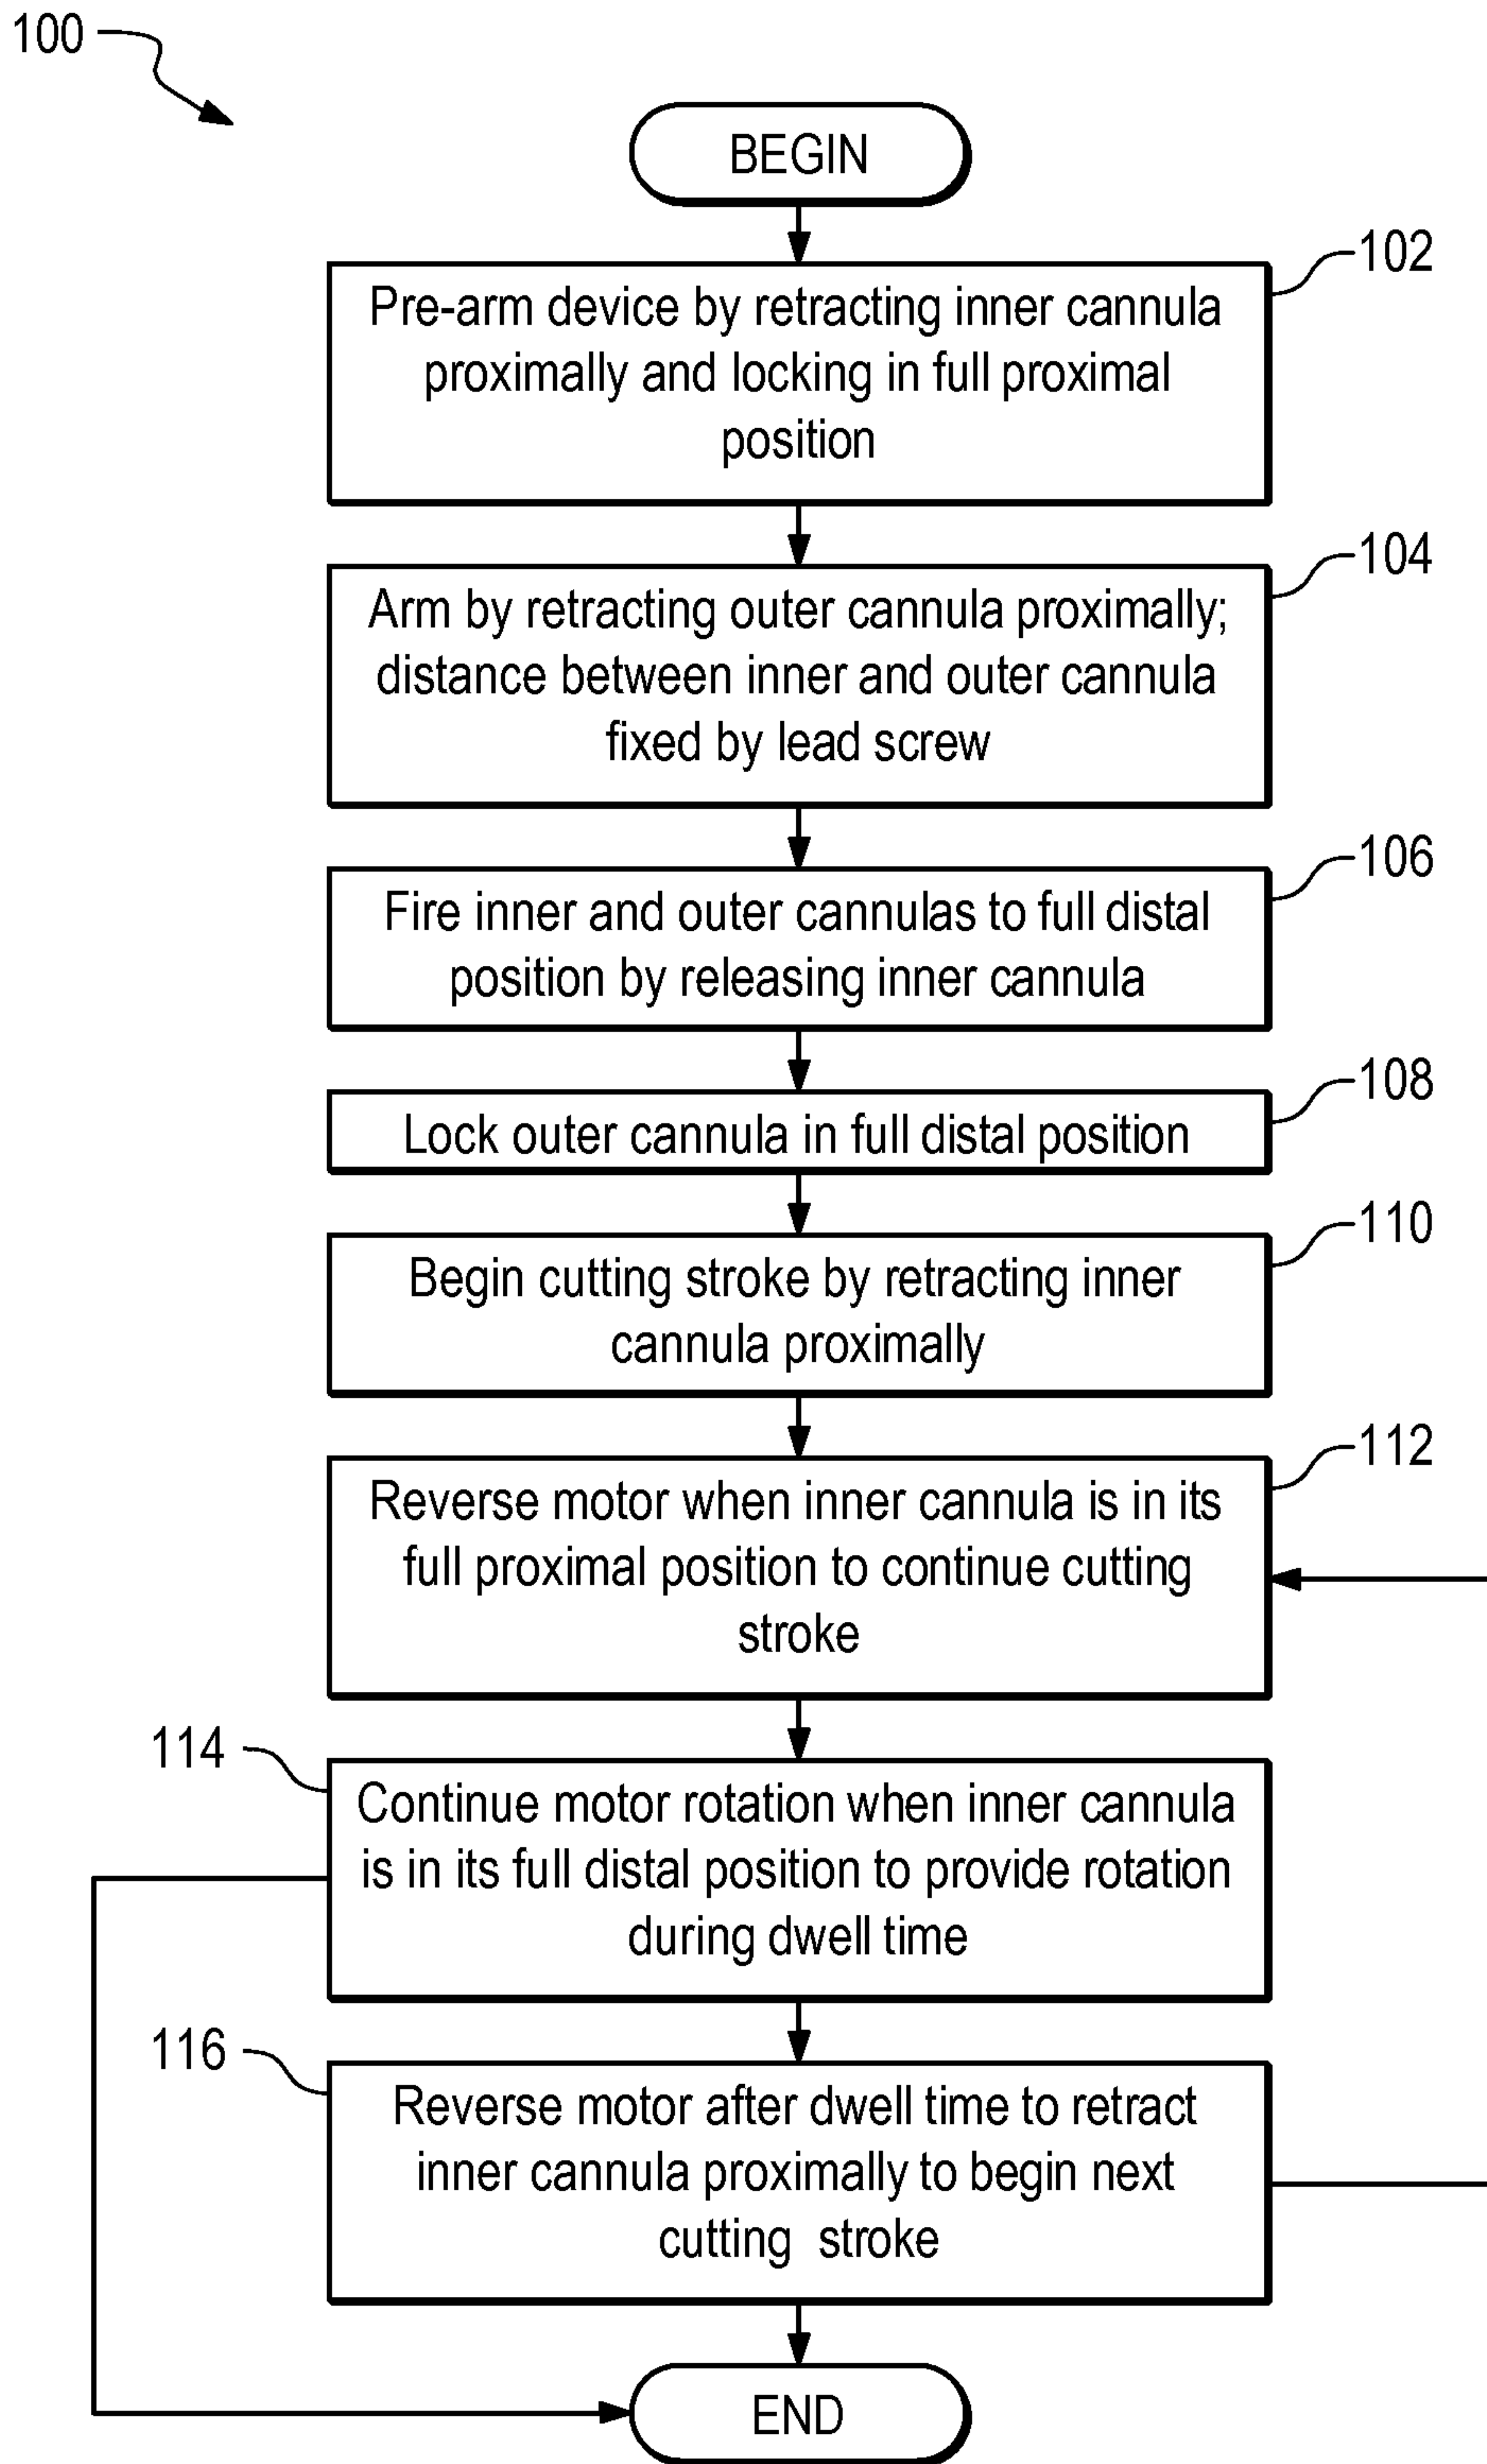 100
BEGIN
102
Pre-arm device by retracting inner cannula
proximally and locking in full proximal
position
104
Arm by retracting outer cannula proximally;
distance between inner and outer cannula
fixed by lead screw
106
Fire inner and outer cannulas to full distal
position by releasing inner cannula
108
Lock outer cannula in full distal position
110
Begin cutting stroke by retracting inner
cannula proximally
112
Reverse motor when inner cannula is in its
full proximal position to continue cutting
stroke
114
Continue motor rotation when inner cannula
is in its full distal position to provide rotation
during dwell time
116
Reverse motor after dwell time to retract
inner cannula proximally to begin next
cutting stroke
END